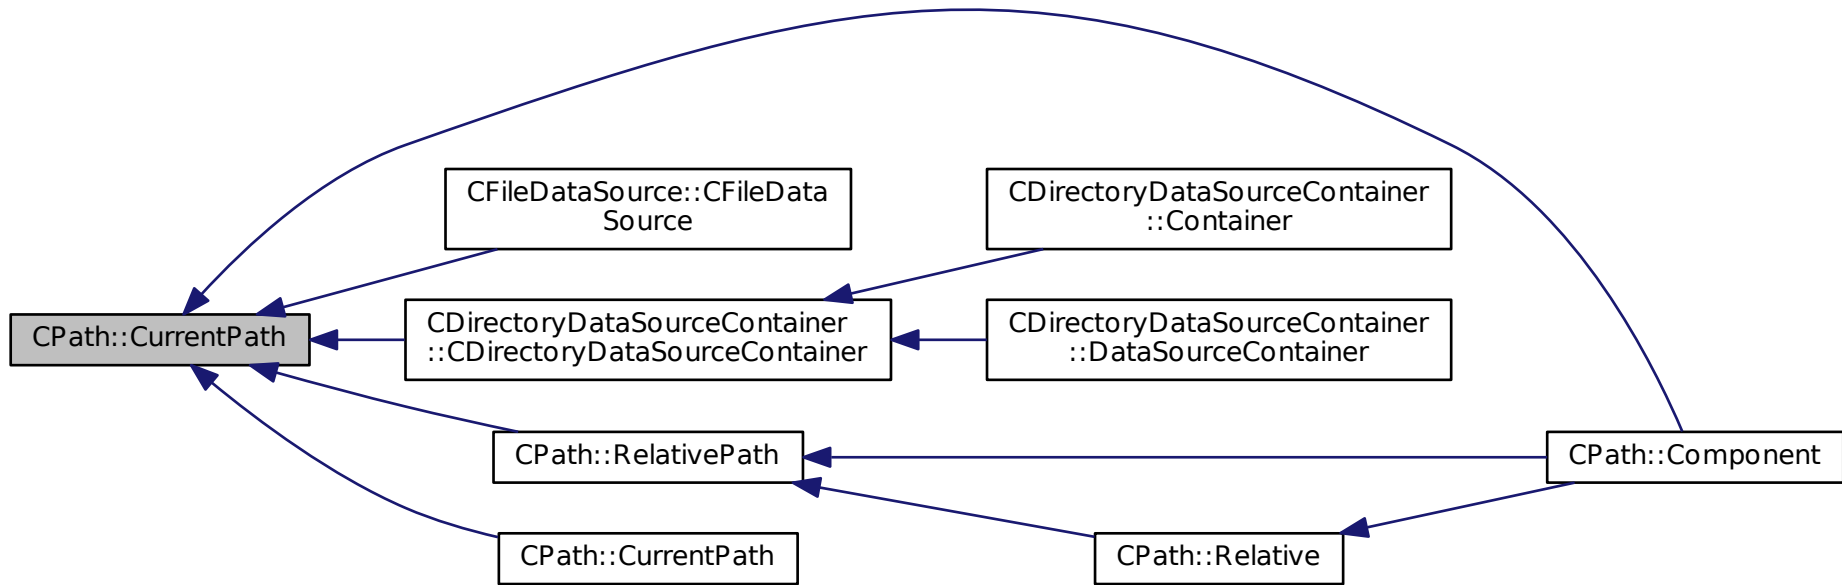 CFileDataSource::CFileData
Source
CDirectoryDataSourceContainer
::Container
CPath::CurrentPath
CDirectoryDataSourceContainer
::CDirectoryDataSourceContainer
CDirectoryDataSourceContainer
::DataSourceContainer
CPath::RelativePath
CPath::Component
CPath::CurrentPath
CPath::Relative